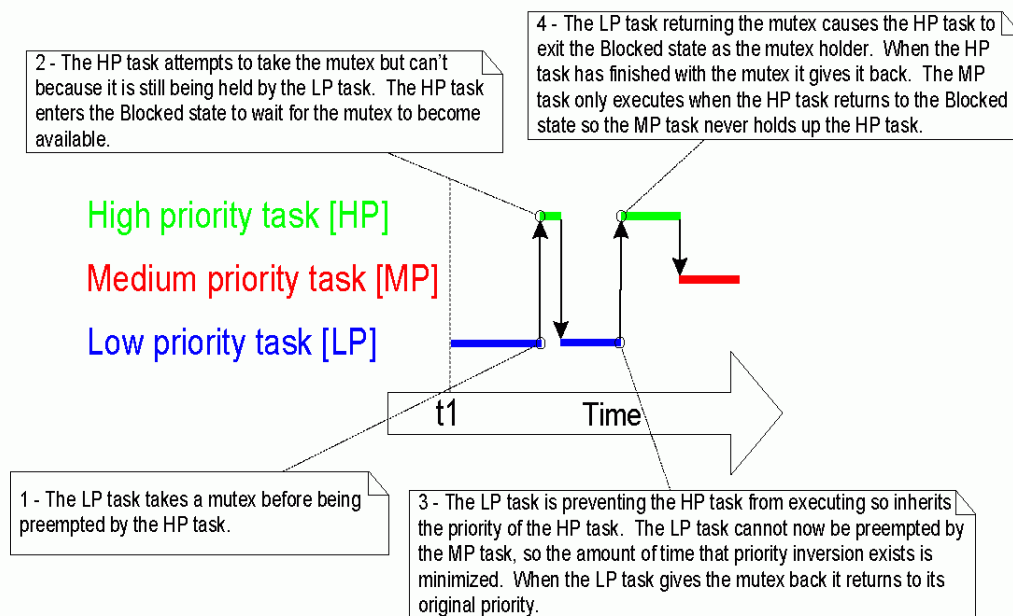 2 - The HP task attempts to take the mutex but can't
because it is still being held by the LP task. The HP task
enters the Blocked state to wait for the mutex to become
available.
4 - The LP task returning the mutex causes the HP task to
exit the Blocked state as the mutex holder. When the HP
task has finished with the mutex it gives it back. The MP
task only executes when the HP task returns to the Blocked
state so the MP task never holds up the HP task.
High priority task [HP]
Medium priority task [MP]
Low priority task [LP]
t1 Time
1 - The LP task takes a mutex before being
preempted by the HP task.
3 - The LP task is preventing the HP task from executing so inherits
the priority of the HP task. The LP task cannot now be preempted by
the MP task, so the amount of time that priority inversion exists is
minimized. When the LP task gives the mutex back it returns to its
original priority.